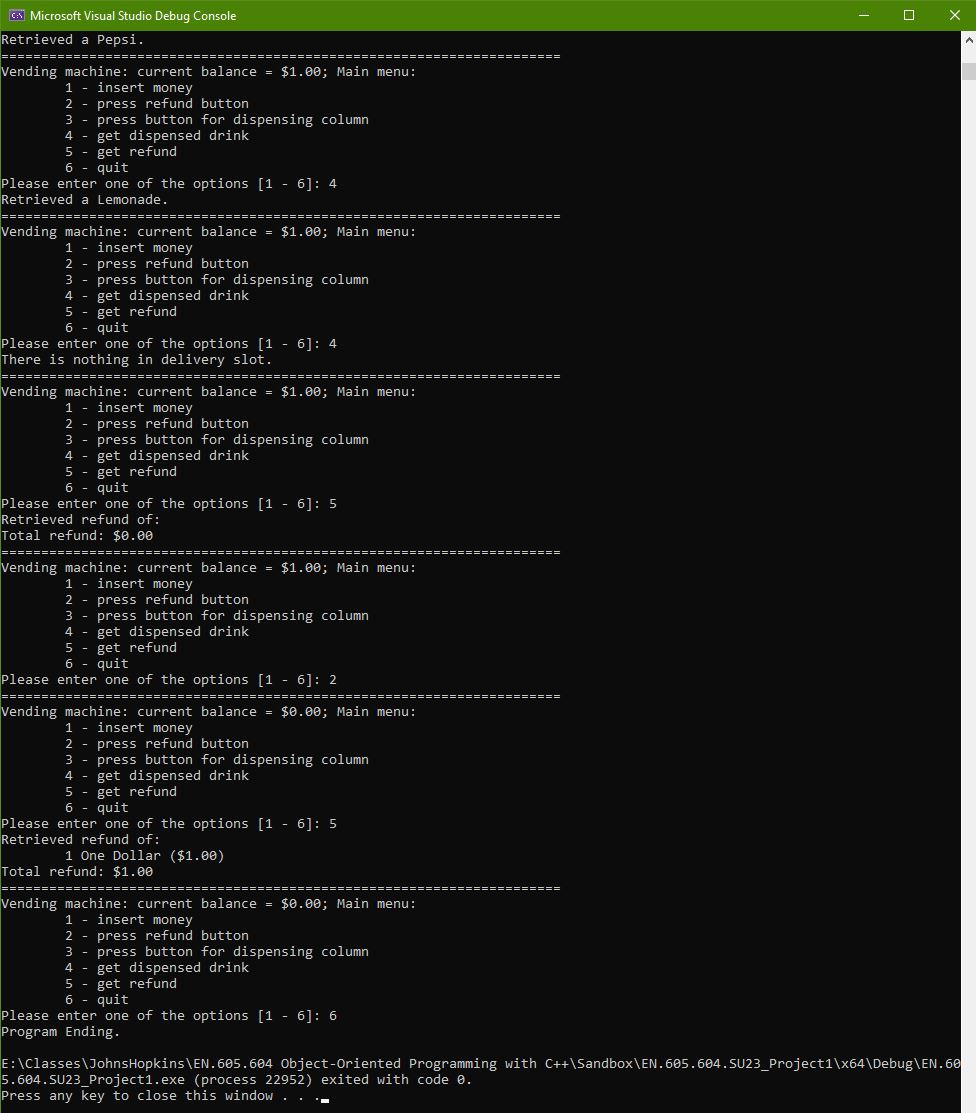 Microsoft Visual Studio Debug Console
Retrieved a Pepsi.
======================================================================
Vending machine: current balance = $1.00; Main menu:
1 - insert money
2 - press refund button
3 - press button for dispensing column
4 - get dispensed drink
5 - get refund
6 - quit
Please enter one of the options [1 - 6]: 4
Retrieved a Lemonade.
======================================================================
Vending machine: current balance = $1.00; Main menu:
1 - insert money
2 - press refund button
3 - press button for dispensing column
4 - get dispensed drink
5 - get refund
6 - quit
Please enter one of the options [1 - 6]: 4
There is nothing in delivery slot.
======================================================================
Vending machine: current balance = $1.00; Main menu:
1 - insert money
2 - press refund button
3 - press button for dispensing column
4 - get dispensed drink
5 - get refund
6 - quit
Please enter one of the options [1 - 6]: 5
Retrieved refund of:
Total refund: $0.00
======================================================================
Vending machine: current balance = $1.00; Main menu:
1 - insert money
2 - press refund button
3 - press button for dispensing column
4 - get dispensed drink
5 - get refund
6 - quit
Please enter one of the options [1 - 6]: 2
======================================================================
Vending machine: current balance = $0.00; Main menu:
1 - insert money
2 - press refund button
3 - press button for dispensing column
4 - get dispensed drink
5 - get refund
6 - quit
Please enter one of the options [1 - 6]: 5
Retrieved refund of:
1 One Dollar ($1.00)
Total refund: $1.00
======================================================================
Vending machine: current balance = $0.00; Main menu:
1 - insert money
2 - press refund button
3 - press button for dispensing column
4 - get dispensed drink
5 - get refund
6 - quit
Please enter one of the options [1 - 6]: 6
Program Ending.
E:\Classes\JohnsHopkins\EN.605.604 Object-Oriented Programming with C++\Sandbox\EN.605.604.SU23_Project1\x64\Debug\EN.60
5.604.SU23_Project1.exe (process 22952) exited with code 0.
Press any key to close this window . . .